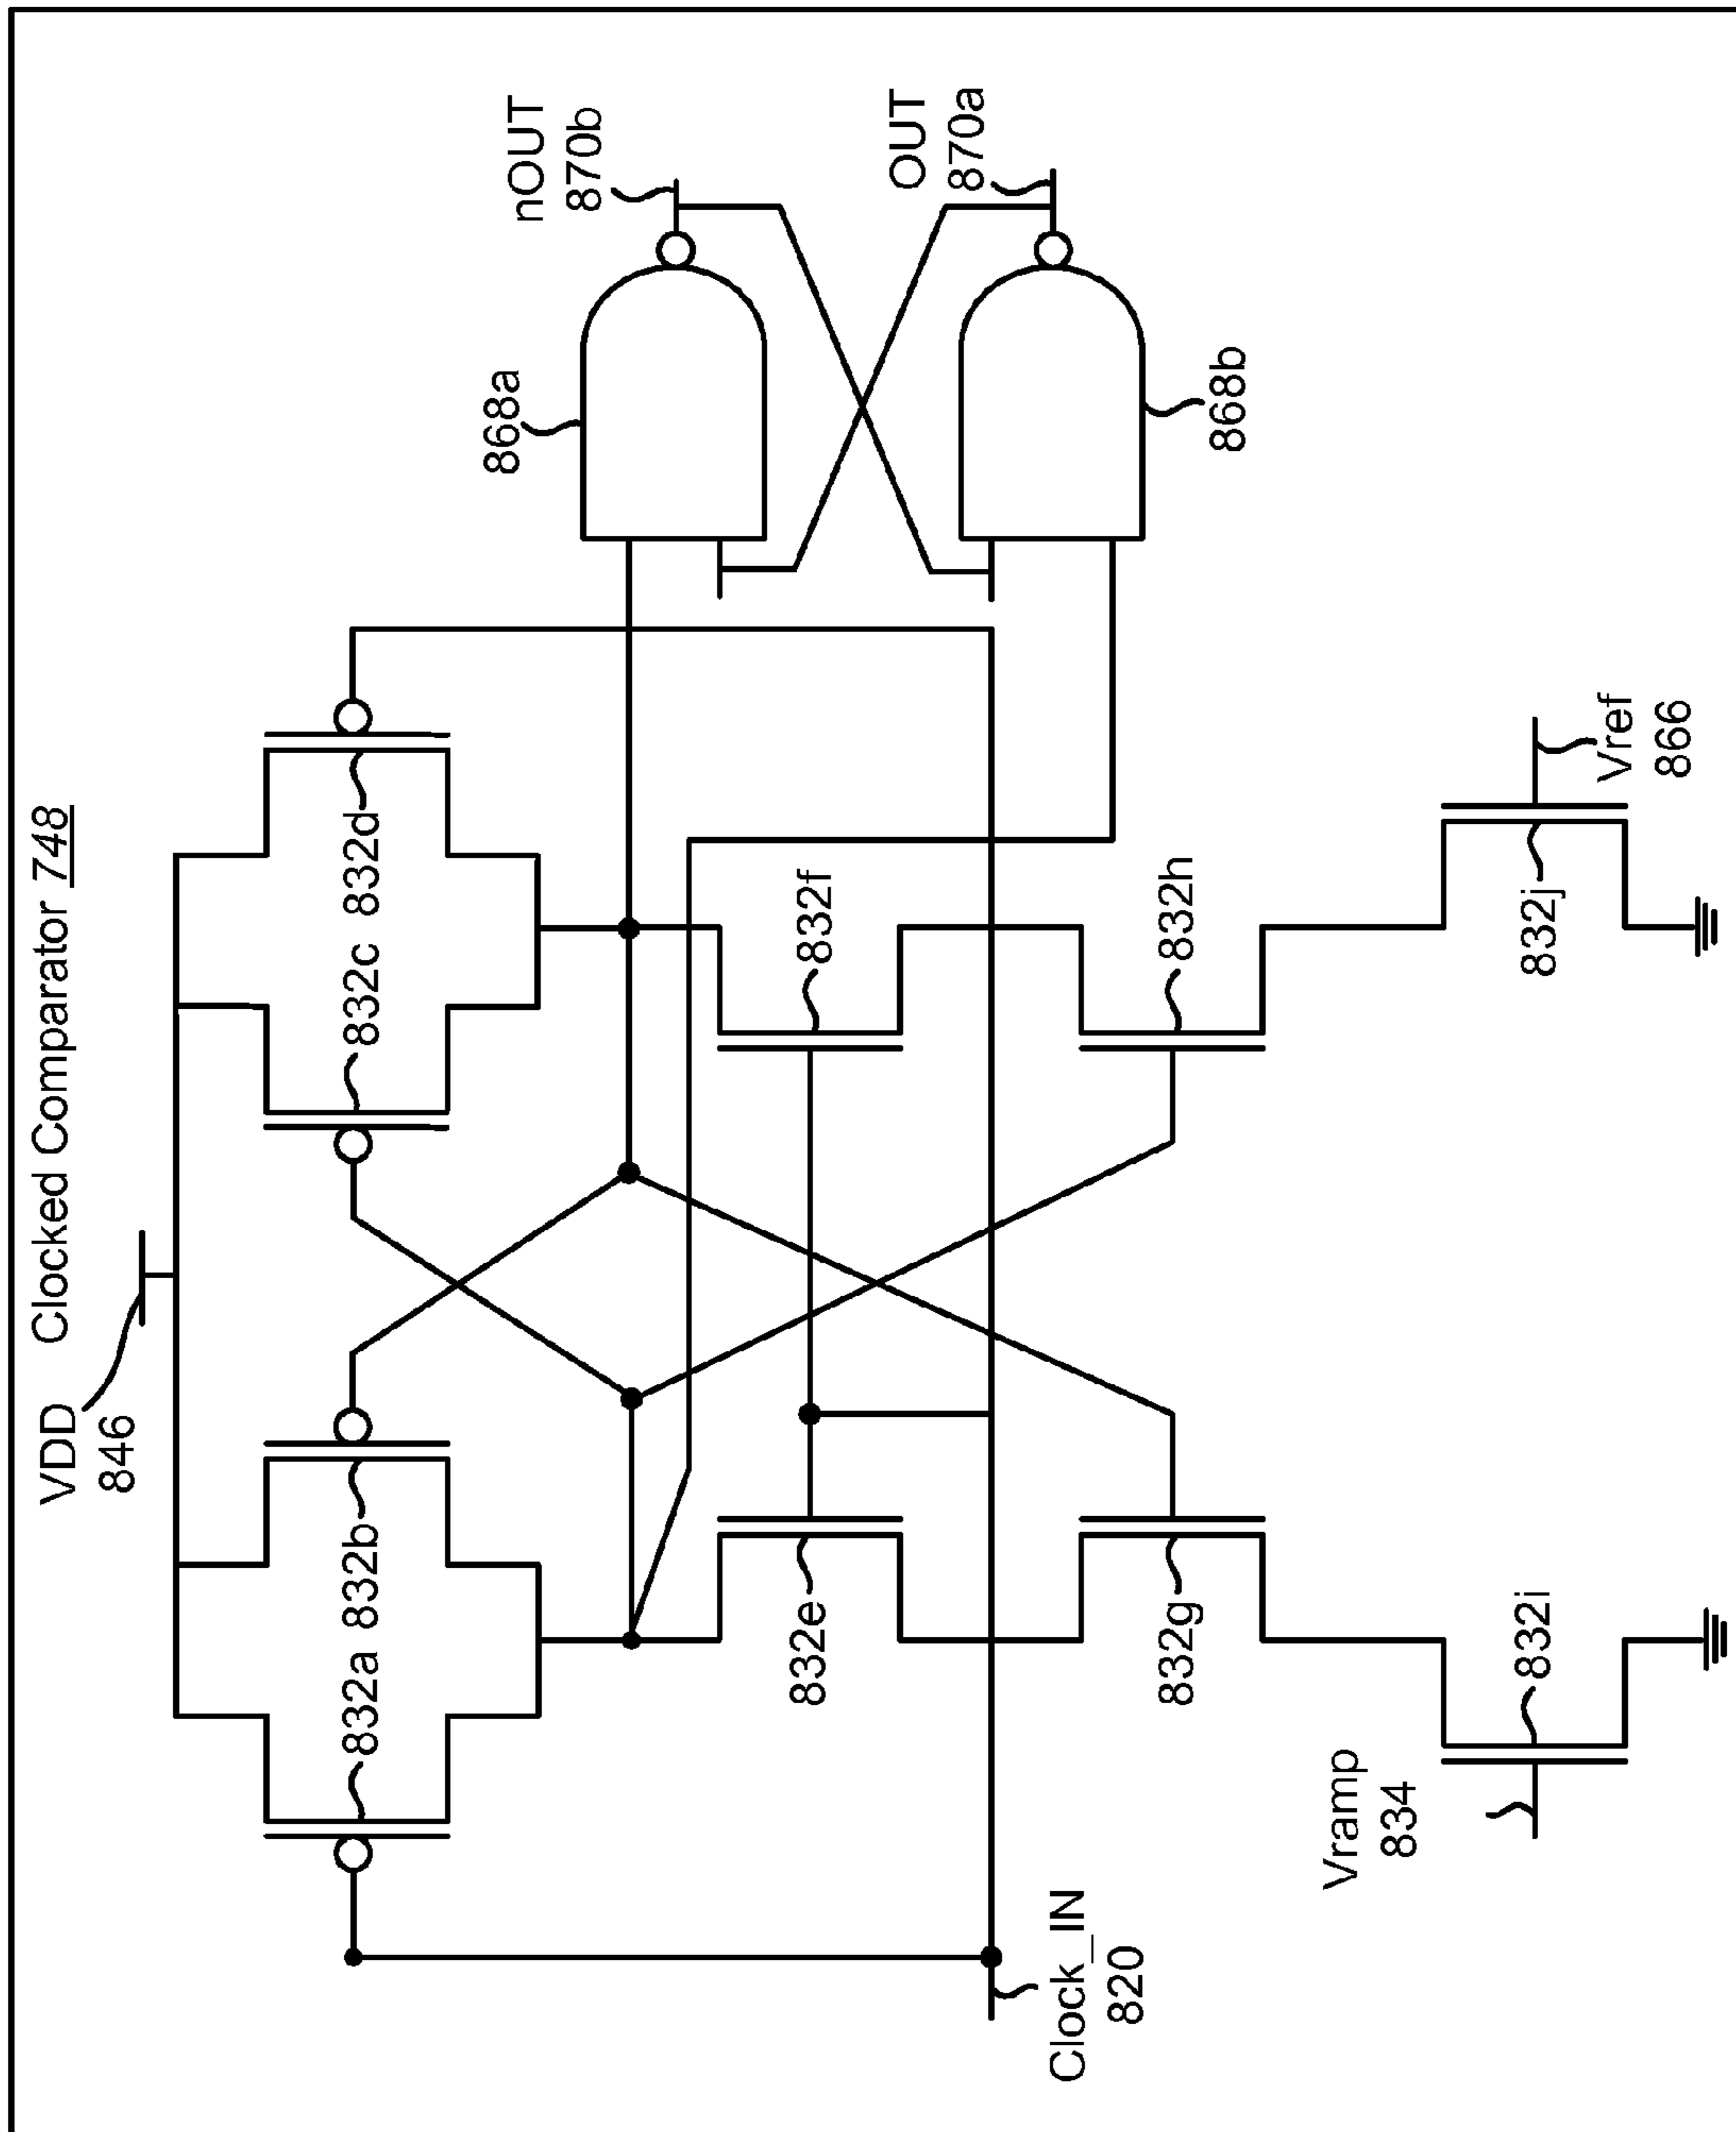 Clocked Comparator 748
VDD
846
832a
832b
832c
832d
nOUT
870b
868a
OUT
870a
868b
832e
832f
832g
832h
Clock_IN
820
Vramp
834
832i
832j
Vref
866